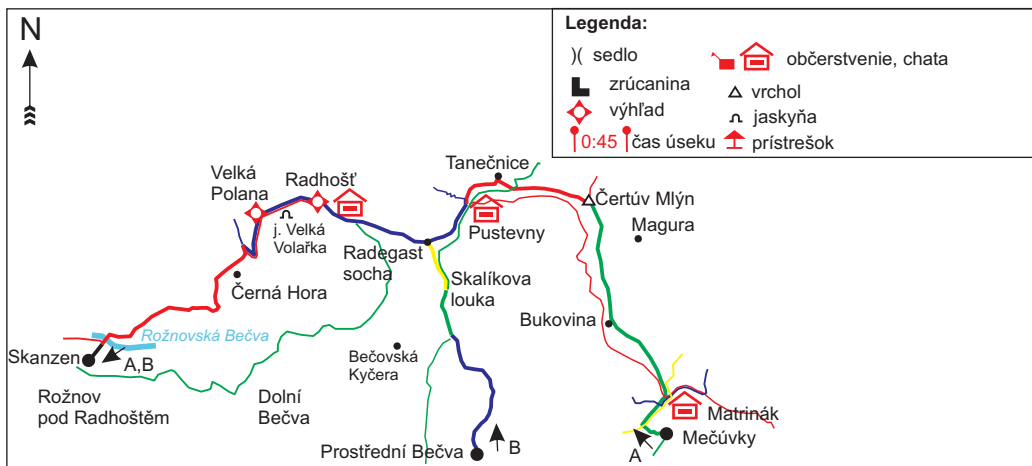 N
Legenda:
)( sedlo
občerstvenie, chata
zrúcanina
vrchol
výhľad
jaskyňa
0:45 čas úseku
prístrešok
Tanečnice
Velká
Polana
Radhošť
Čertúv Mlýn
j. Velká
Volařka
Pustevny
Magura
Radegast
socha
Skalíkova
louka
Černá Hora
Bukovina
Rožnovská Bečva
Skanzen
A,B
Bečovská
Kyčera
Rožnov
pod Radhoštěm
Dolní
Bečva
Matrinák
Prostřední Bečva
B
A
Mečúvky